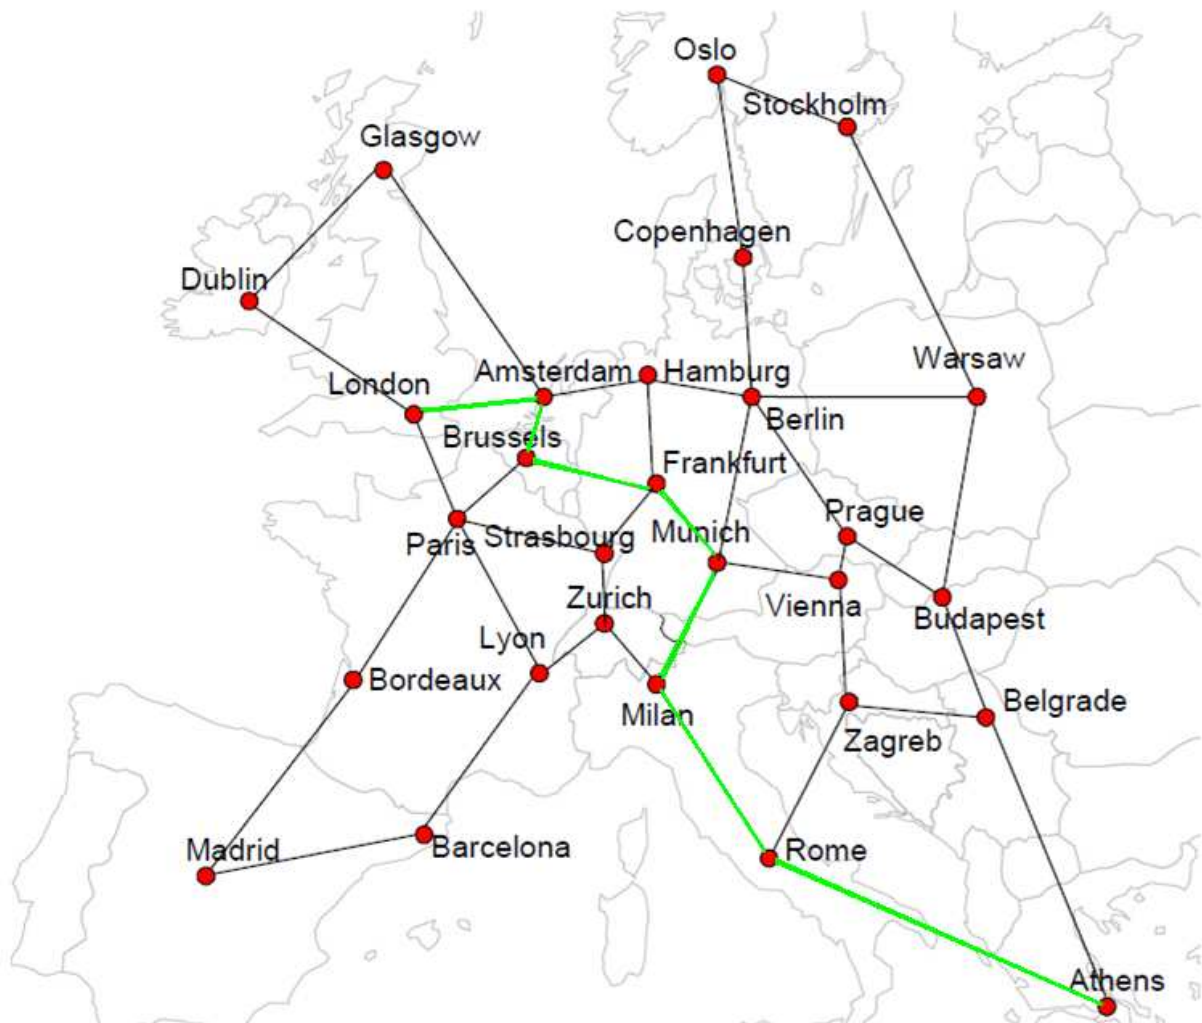 Oslo
Stockholm
Glasgow
Copenhagen
Dublin
Warsaw
Amsterdam
Hamburg
London
Berlin
Brussels
Frankfurt
Prague
Munich
Strasbourg
Paris
Zurich
Vienna
Budapest
Lyon
Bordeaux
Belgrade
Milan
Zagreb
Madrid
Barcelona
Rome
Athens